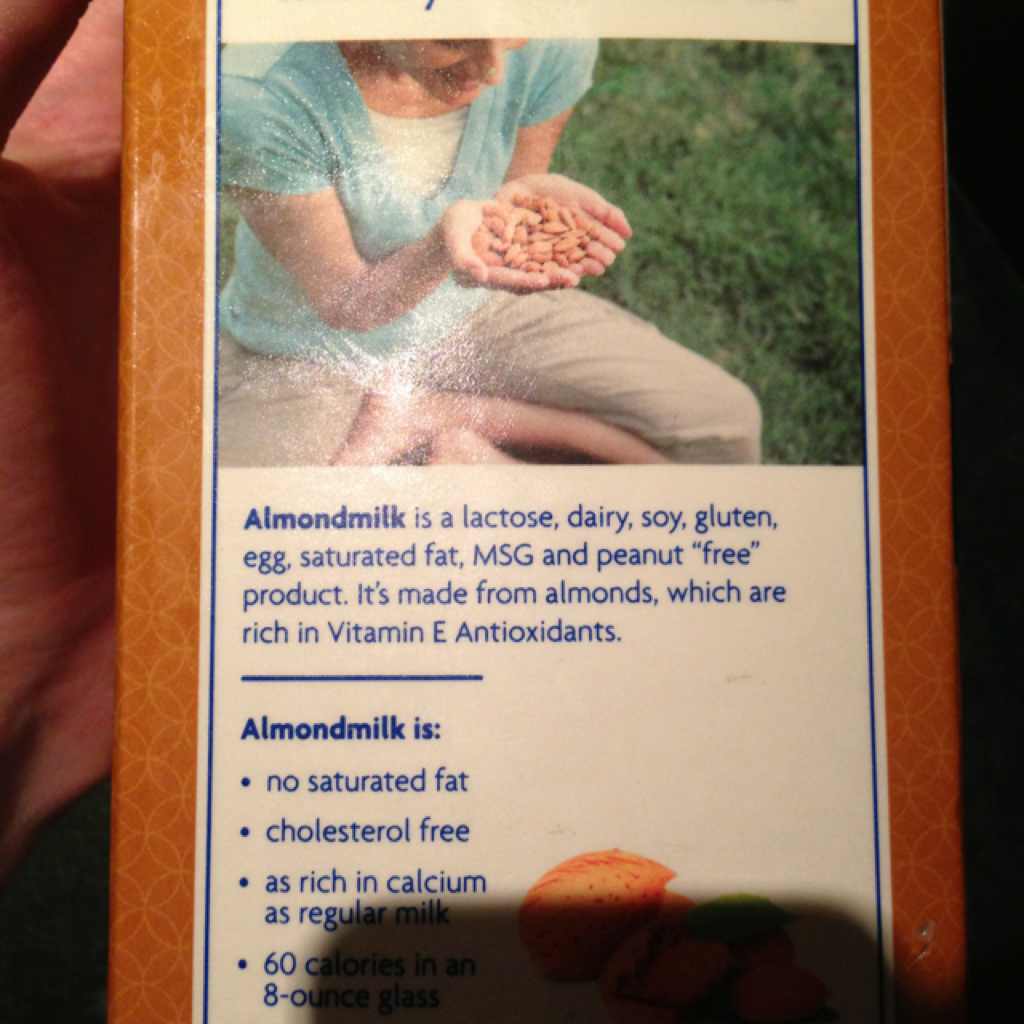 Almondmilk is a lactose, dairy, soy, gluten,
egg, saturated fat, MSG and peanut “free”
product. It’s made from almonds, which are
rich in Vitamin E Antioxidants.
Almondmilk is:
• no saturated fat
• cholesterol free
• as rich in calcium
as regular milk
• 60 calories in an
8-ounce glass